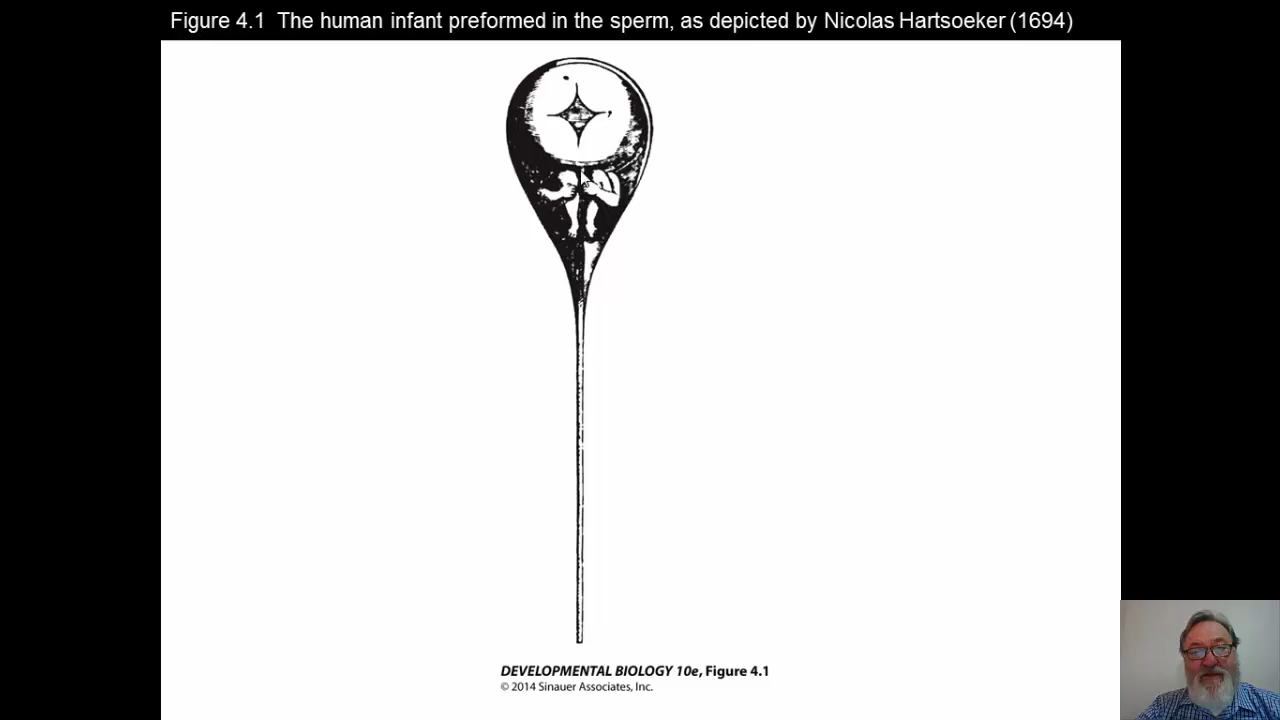 Figure 4.1  The human infant preformed in the sperm, as depicted by Nicolas Hartsoeker (1694)
DEVELOPMENTAL BIOLOGY 10e, Figure 4.1
© 2014 Sinauer Associates, Inc.